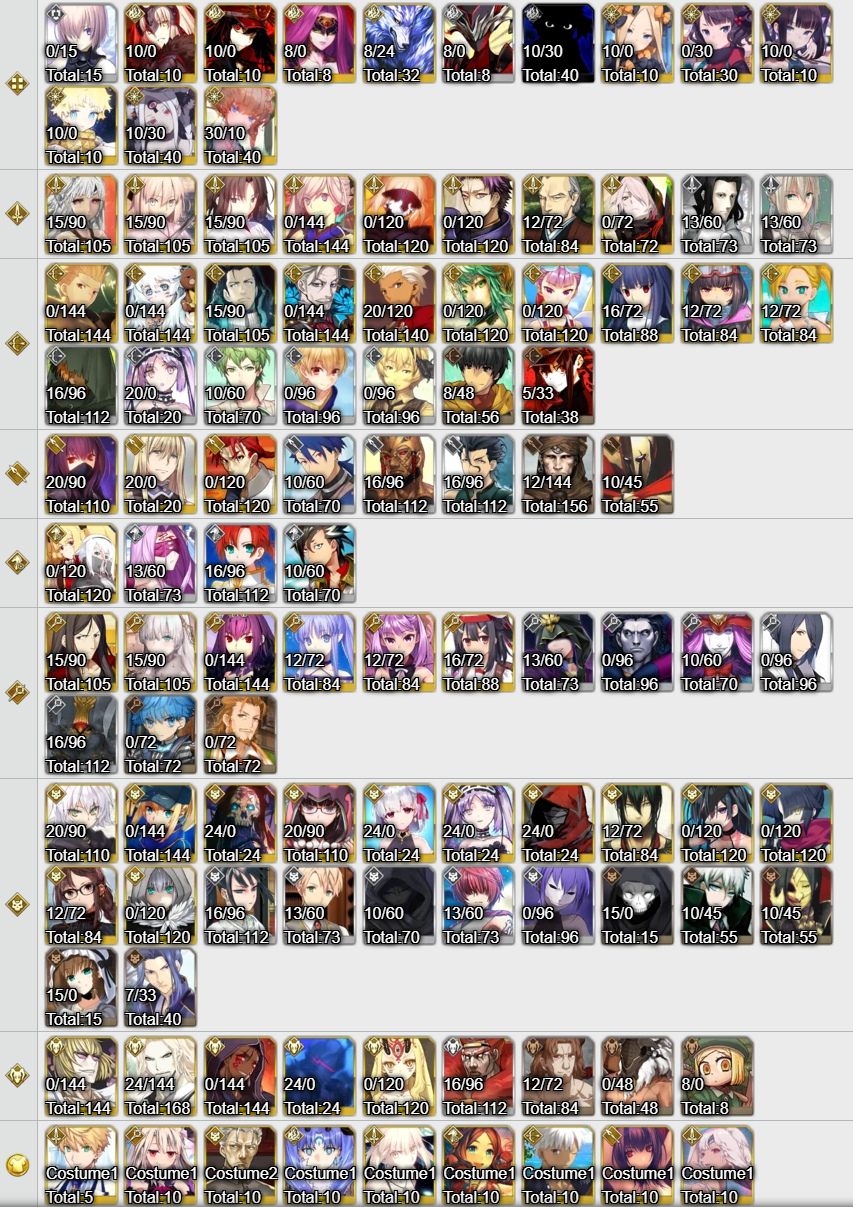 0/15 10/0 10/0 8/0 8/24 8/0 10/30 10/0 0/30 10/0
Total:15 Total:10 Total:10 Total:8 Total:32 Total:8 Total:40 Total:10 Total:30 Total:10
10/0 10/30 30/10
Total:10 Total:40 Total:40
15/90 15/90 15/90 0/144 0/120 0/120 12/72 0/72 13/60 13/60
Total:105 Total:105 Total:105 Total:144 Total:120 Total:120 Total:84 Total:72 Total:73 Total:73
0/144 0/144 15/90 0/144 20/120 0/120 0/120 16/72 12/72 12/72
Total:144 Total:144 Total:105 Total:144 Total:140 Total:120 Total:120 Total:88 Total:84 Total:84
16/96 20/0 10/60 0/96 0/96 8/48 5/33
Total:112 Total:20 Total:70 Total:96 Total:96 Total:56 Total:38
20/90 20/0 0/120 10/60 16/96 16/96 12/144 10/45
Total:110 Total:20 Total:120 Total:70 Total:112 Total:112 Total:156 Total:55
0/120 13/60 16/96 10/60
Total:120 Total:73 Total:112 Total:70
15/90 15/90 0/144 12/72 12/72 16/72 13/60 0/96 10/60 0/96
Total:105 Total:105 Total:144 Total:84 Total:84 Total:88 Total:73 Total:96 Total:70 Total:96
16/96 0/72 0/72
Total:112 Total:72 Total:72
20/90 0/144 24/0 20/90 24/0 24/0 24/0 12/72 0/120 0/120
Total:110 Total:144 Total:24 Total:110 Total:24 Total:24 Total:24 Total:84 Total:120 Total:120
12/72 0/120 16/96 13/60 10/60 13/60 0/96 15/0 10/45 10/45
Total:84 Total:120 Total:112 Total:73 Total:70 Total:73 Total:96 Total:15 Total:55 Total:55
15/0 7/33
Total:15 Total:40
0/144 24/144 0/144 24/0 0/120 16/96 12/72 0/48 8/0
Total:144 Total:168 Total:144 Total:24 Total:120 Total:112 Total:84 Total:48 Total:8
Costume1 Costume1 Costume2 Costume1 Costume1 Costume1 Costume1 Costume1 Costume1
Total:5 Total:10 Total:10 Total:10 Total:10 Total:10 Total:10 Total:10 Total:10